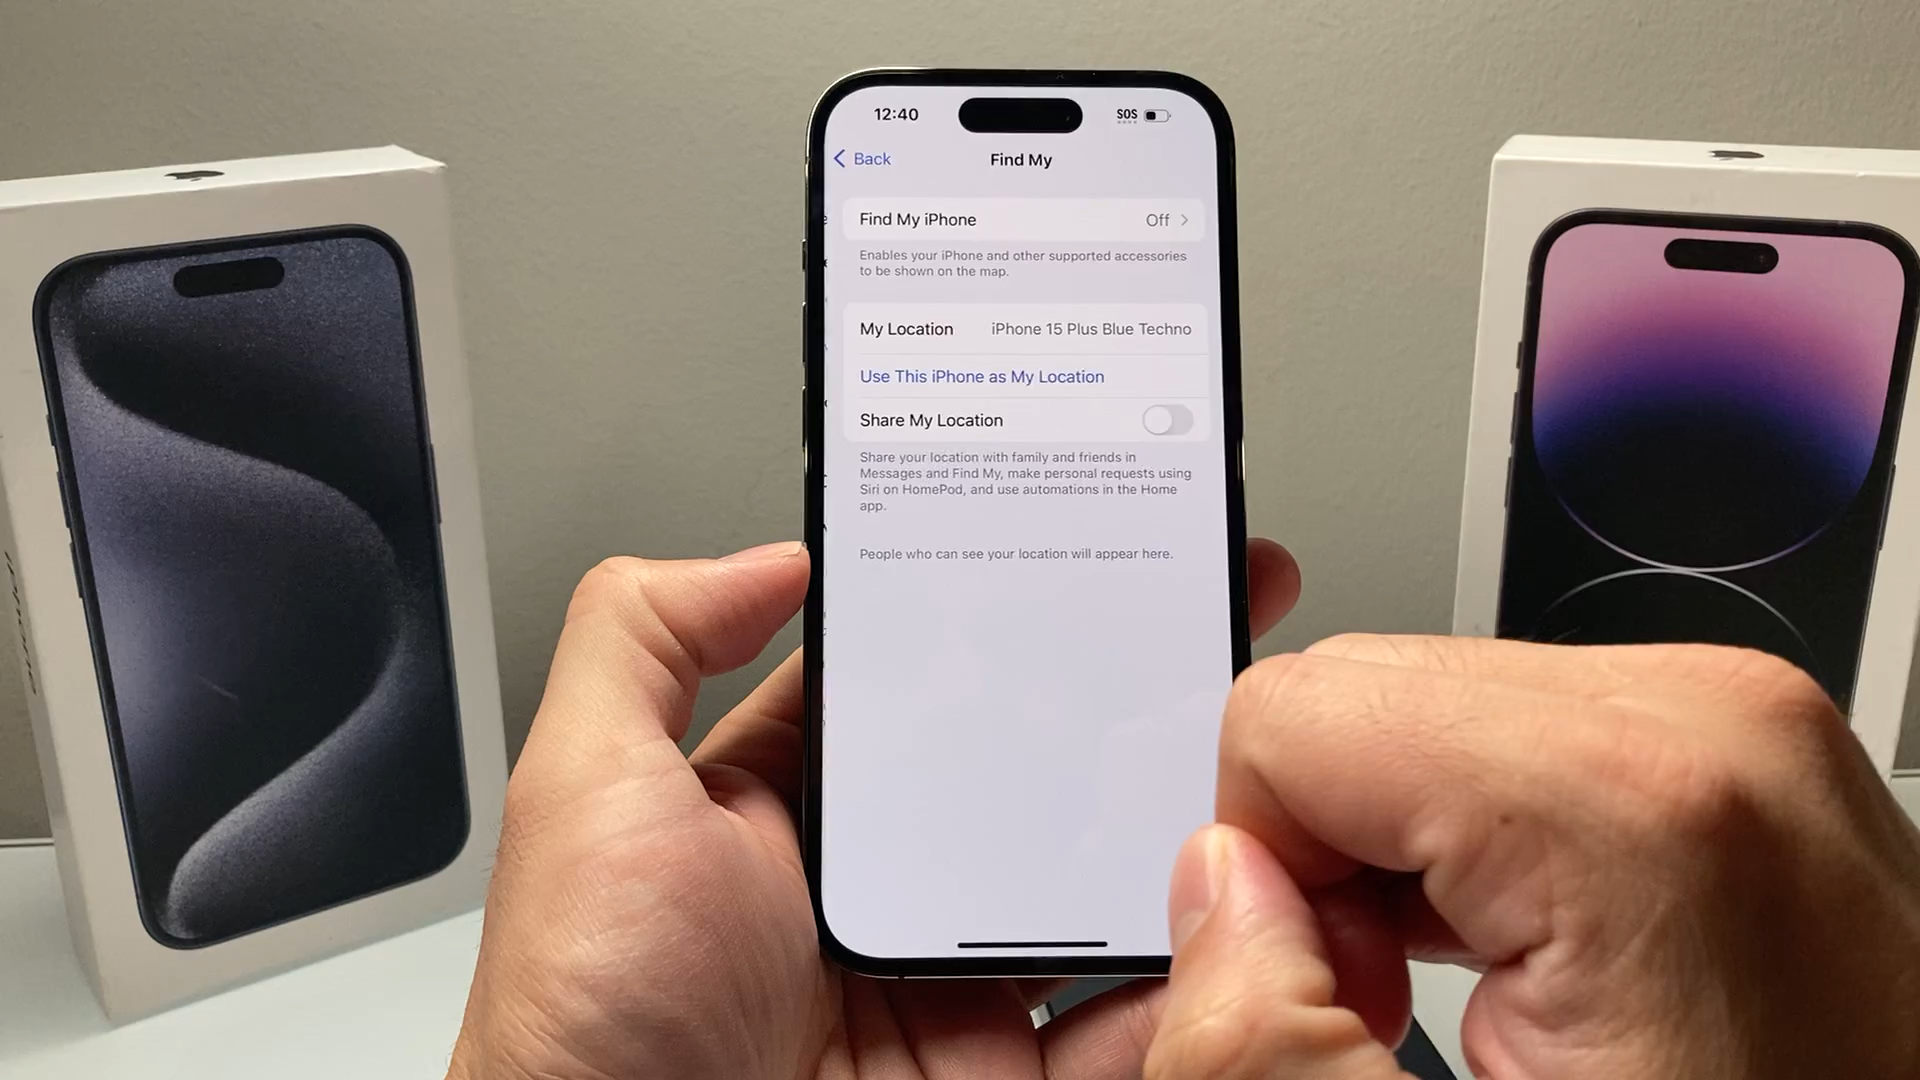 12:40
SOS
Back
Find My
Find My iPhone Off
Enables your iPhone and other supported accessories
to be shown on the map.
My Location iPhone 15 Plus Blue Techno
Use This iPhone as My Location
Share My Location
Share your location with family and friends in
Messages and Find My, make personal requests using
Siri on HomePod, and use automations in the Home
app.
People who can see your location will appear here.
iPhone